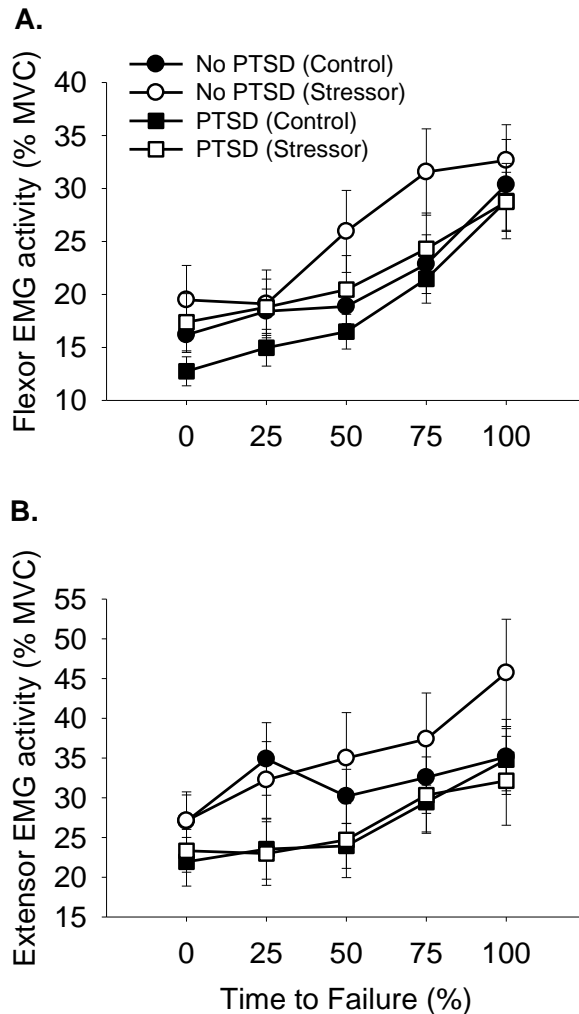 A.
No PTSD (Control)
No PTSD (Stressor)
PTSD (Control)
PTSD (Stressor)
Flexor EMG activity (% MVC)
40
35
30
25
20
15
10
0 25 50 75 100
B.
Extensor EMG activity (% MVC)
55
50
45
40
35
30
25
20
15
0 25 50 75 100
Time to Failure (%)